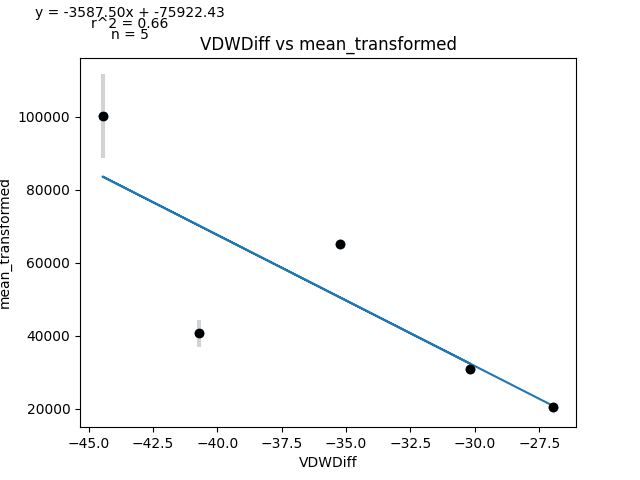 y = -3587.50x + -75922.43
r^2 = 0.66
n = 5
VDWDiff vs mean_transformed
100000
80000
60000
40000
20000
mean_transformed
−45.0 −42.5 −40.0 −37.5 −35.0 −32.5 −30.0 −27.5
VDWDiff